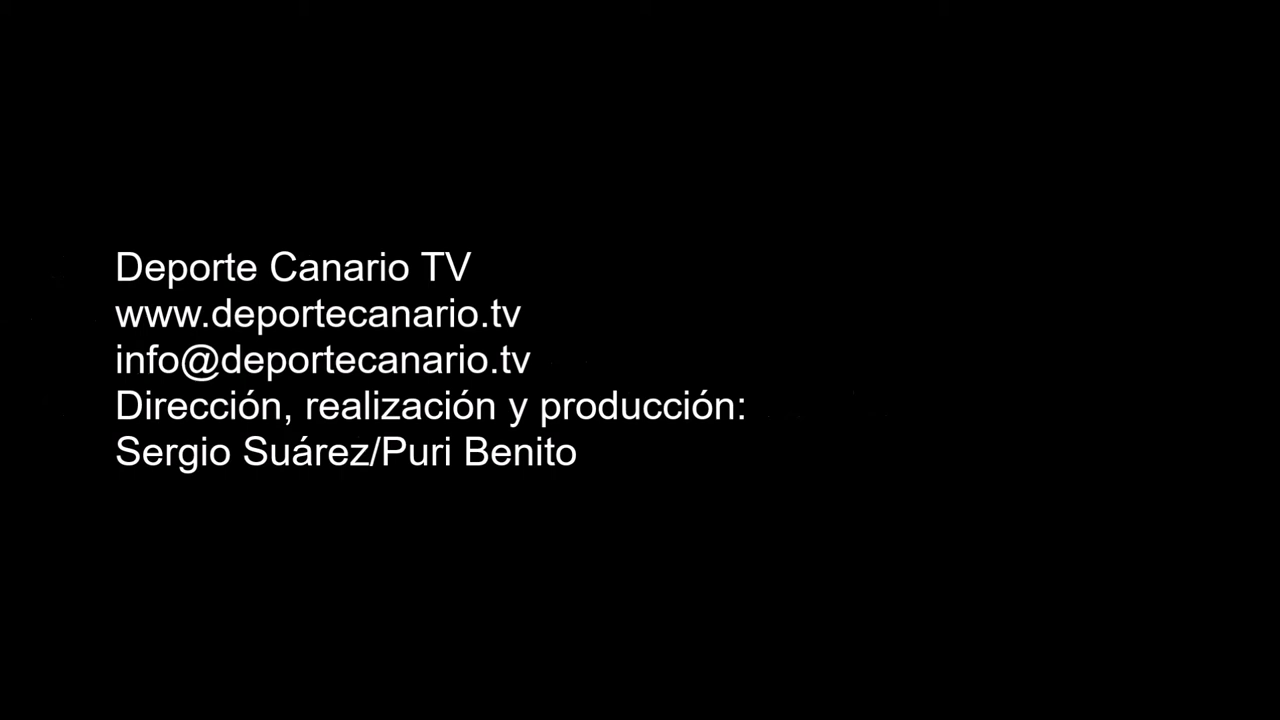 Deporte Canario TV
www.deportecanario.tv
info@deportecanario.tv
Dirección, realización y producción:
Sergio Suárez/Puri Benito